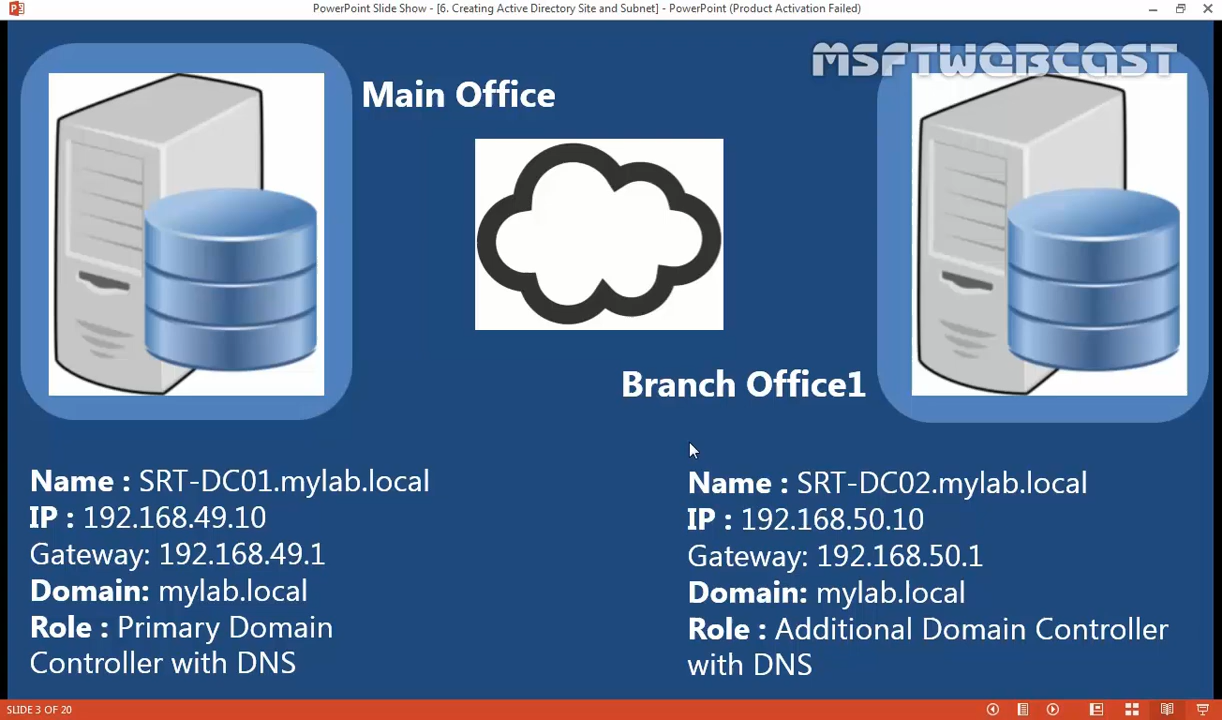 PowerPoint Slide Show - [6. Creating Active Directory Site and Subnet] - PowerPoint (Product Activation Failed)
MSFTWEBCAST
Main Office
Branch Office1
Name : SRT-DC01.mylab.local
IP : 192.168.49.10
Gateway: 192.168.49.1
Domain: mylab.local
Role : Primary Domain
Controller with DNS
Name : SRT-DC02.mylab.local
IP : 192.168.50.10
Gateway: 192.168.50.1
Domain: mylab.local
Role : Additional Domain Controller
with DNS
SLIDE 3 OF 20